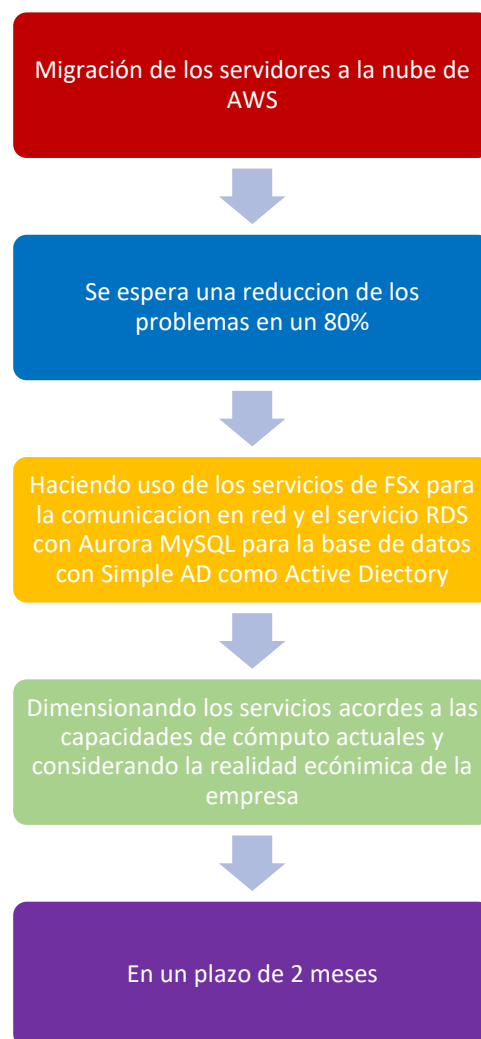 Migración de los servidores a la nube de
AWS
Se espera una reduccion de los
problemas en un 80%
Haciendo uso de los servicios de FSx para
la comunicacion en red y el servicio RDS
con Aurora MySQL para la base de datos
con Simple AD como Active Diectory
Dimensionando los servicios acordes a las
capacidades de cómputo actuales y
considerando la realidad ecónimica de la
empresa
En un plazo de 2 meses